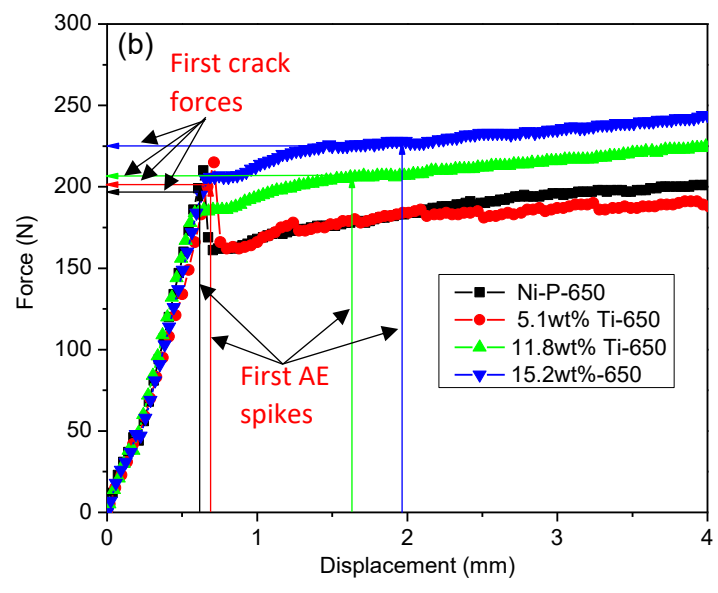 (b)
First crack
forces
First AE
spikes
Ni-P-650
5.1wt% Ti-650
11.8wt% Ti-650
15.2wt%-650
300
250
200
150
100
50
0
Force (N)
0 1 2 3 4
Displacement (mm)